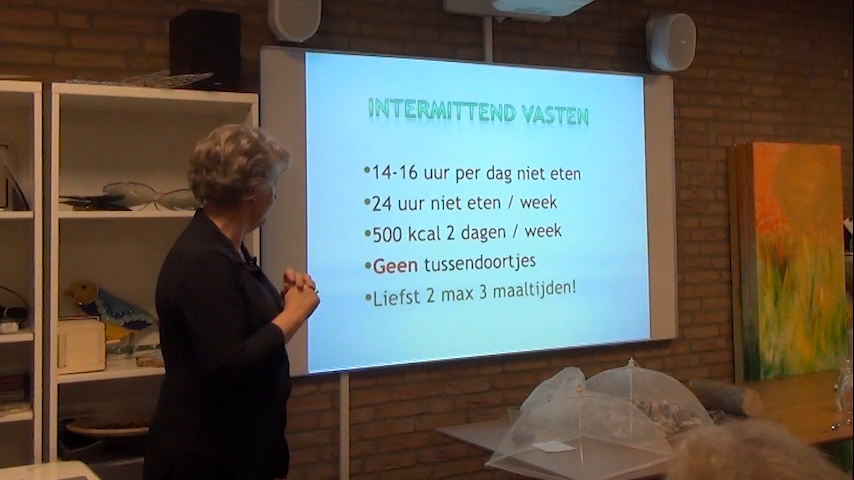 INTERMITTEND VASTEN
•14-16 uur per dag niet eten
•24 uur niet eten / week
•500 kcal 2 dagen / week
•Geen tussendoortjes
•Liefst 2 max 3 maaltijden!